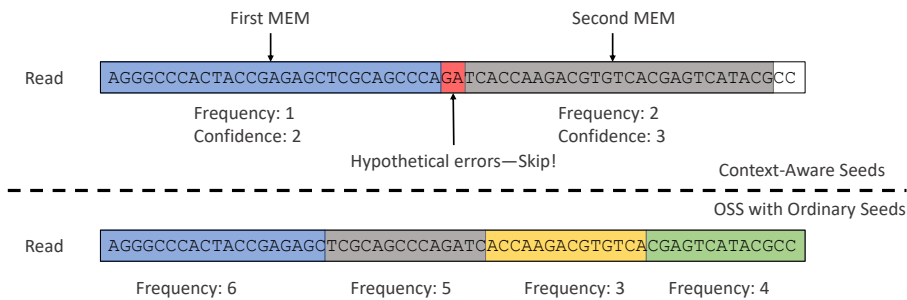 First MEM
Second MEM
Read
AGGGCCCACTACCGAGAGCTCGCAGCCCAGATCACCAAGACGTGTCACGAGTCATACGCC
Frequency: 1
Confidence: 2
Frequency: 2
Confidence: 3
Hypothetical errors—Skip!
Context-Aware Seeds
OSS with Ordinary Seeds
Read
AGGGCCCACTACCGAGAGCTCGCAGCCCAGATCACCAAGACGTGTCACGAGTCATACGCC
Frequency: 6
Frequency: 5
Frequency: 3
Frequency: 4